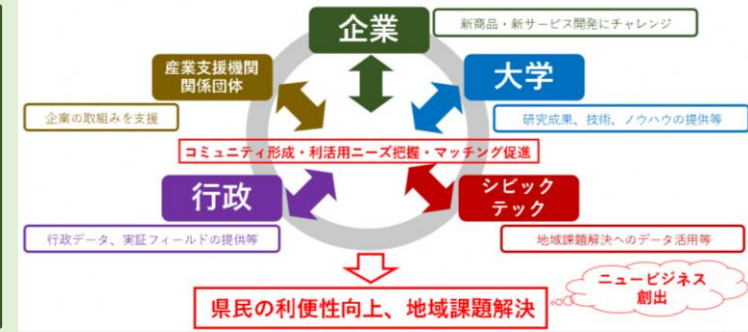 企業
新商品・新サービス開発にチャレンジ
産業支援機関
関係団体
企業の取組みを支援
大学
研究成果、技術、ノウハウの提供等
コミュニティ形成・利活用ニーズ把握・マッチング促進
行政
行政データ、実証フィールドの提供等
シビック
テック
地域課題解決へのデータ活用等
県民の利便性向上、地域課題解決
ニュービジネス
創出